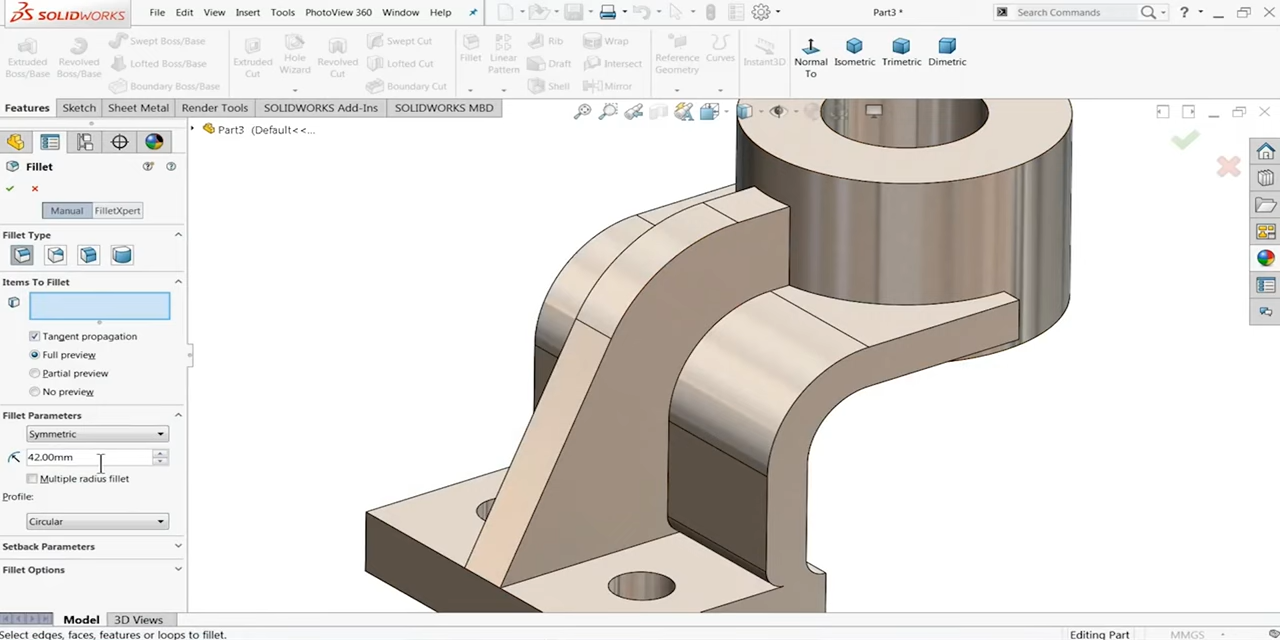 SOLIDWORKS File Edit View Insert Tools PhotoView 360 Window Help Part3 * Search Commands ?
Extruded Boss/Base
Revolved Boss/Base
Swept Boss/Base
Lofted Boss/Base
Boundary Boss/Base
Extruded Cut
Hole Wizard
Revolved Cut
Swept Cut
Lofted Cut
Boundary Cut
Fillet
Linear Pattern
Rib
Draft
Shell
Wrap
Intersect
Mirror
Reference Geometry
Curves
Instant3D
Normal To
Isometric
Trimetric
Dimetric
Features Sketch Sheet Metal Render Tools SOLIDWORKS Add-Ins SOLIDWORKS MBD
Part3 (Default<<...
Fillet
Manual FilletXpert
Fillet Type
Items To Fillet
Tangent propagation
Full preview
Partial preview
No preview
Fillet Parameters
Symmetric
42.00mm
Multiple radius fillet
Profile:
Circular
Setback Parameters
Fillet Options
Model 3D Views
Select edges, faces, features or loops to fillet. Editing Part MMGS